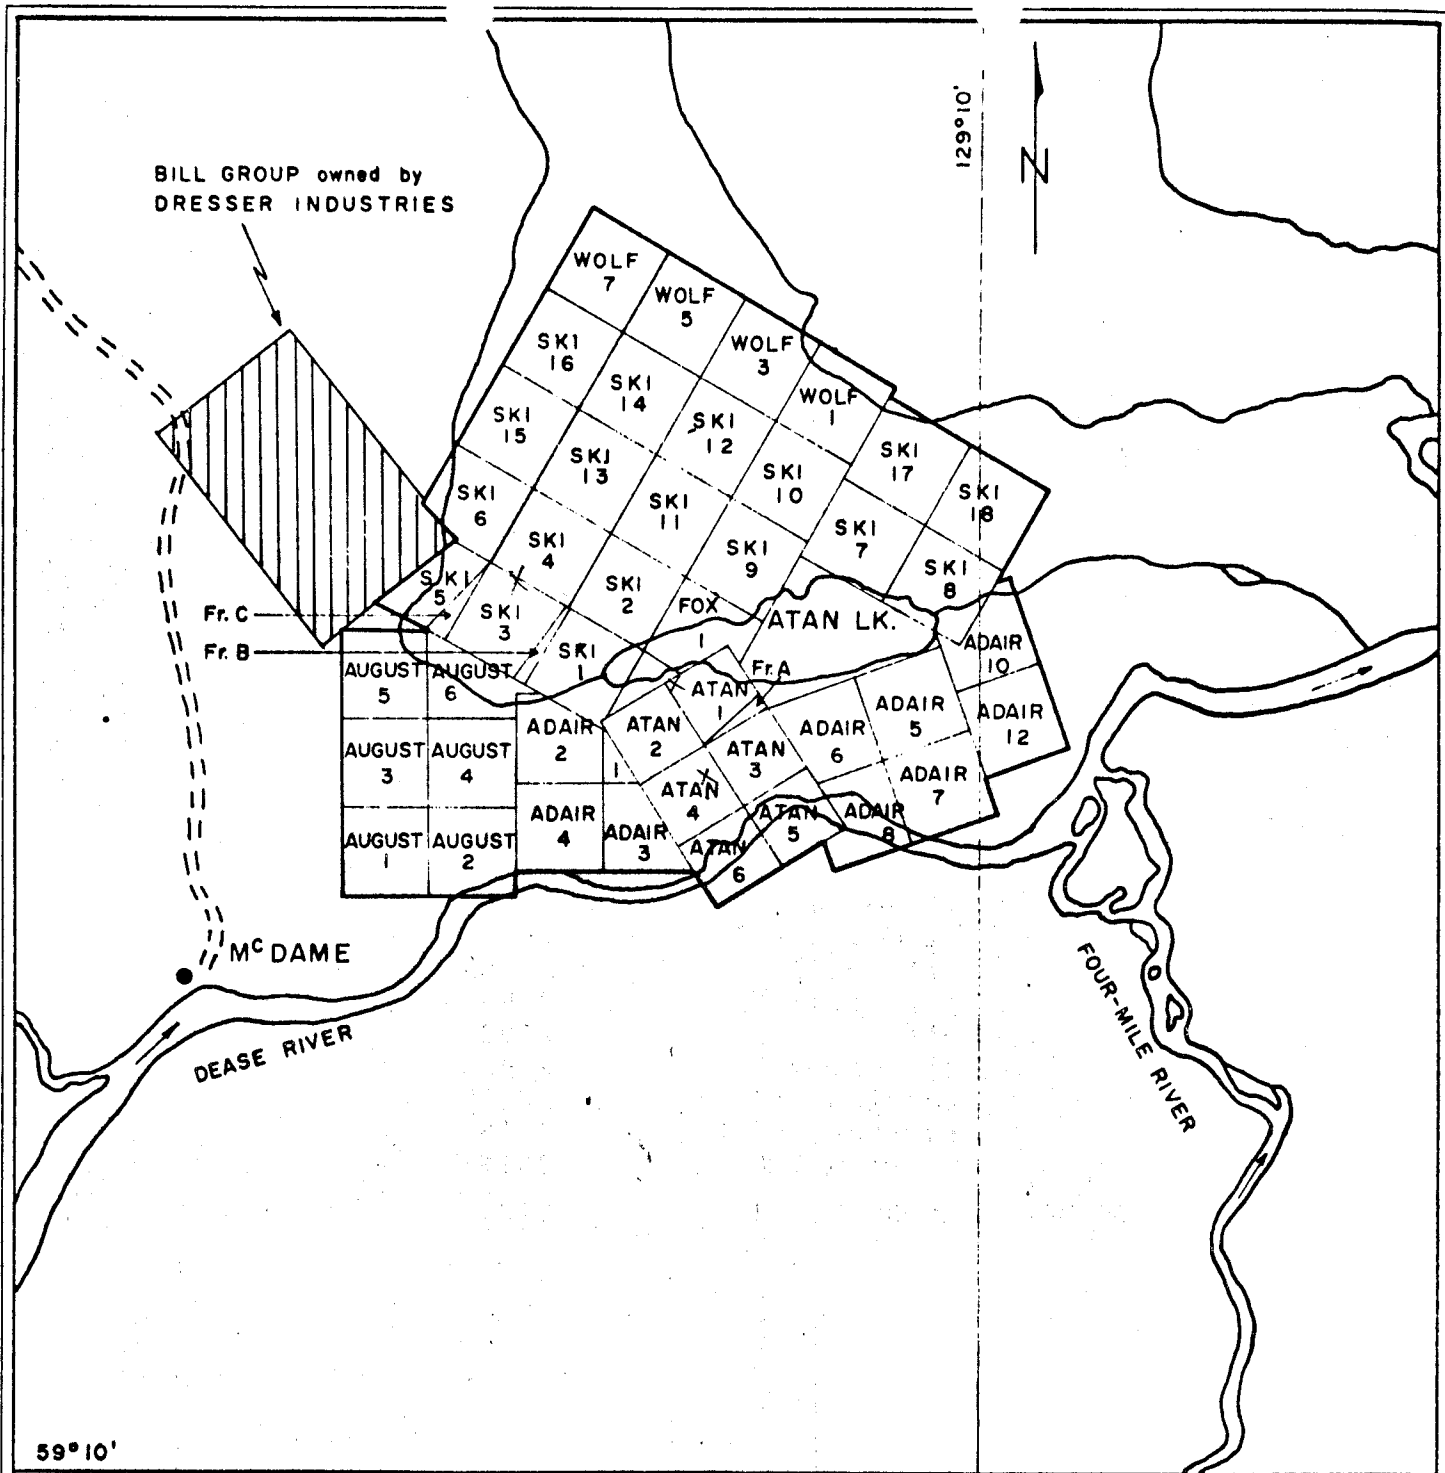 129°10'
N
BILL GROUP owned by
DRESSER INDUSTRIES
WOLF
7
WOLF
5
WOLF
3
WOLF
1
SKI
16
SKI
14
SKI
12
SKI
10
SKI
17
SKI
18
SKI
15
SKI
13
SKI
11
SKI
9
SKI
7
SKI
8
SKI
6
SKI
4
SKI
2
FOX
1
ATAN LK.
SKI
5
SKI
3
SKI
1
Fr. C
Fr. B
Fr. A
AUGUST
5
AUGUST
6
AUGUST
3
AUGUST
4
AUGUST
1
AUGUST
2
ADAIR
2
1
ADAIR
4
ADAIR
3
ATAN
1
ATAN
2
ATAN
3
ATAN
4
ATAN
5
ATAN
6
ADAIR
6
ADAIR
5
ADAIR
7
ADAIR
8
ADAIR
10
ADAIR
12
McDAME
DEASE RIVER
FOUR-MILE RIVER
59°10'